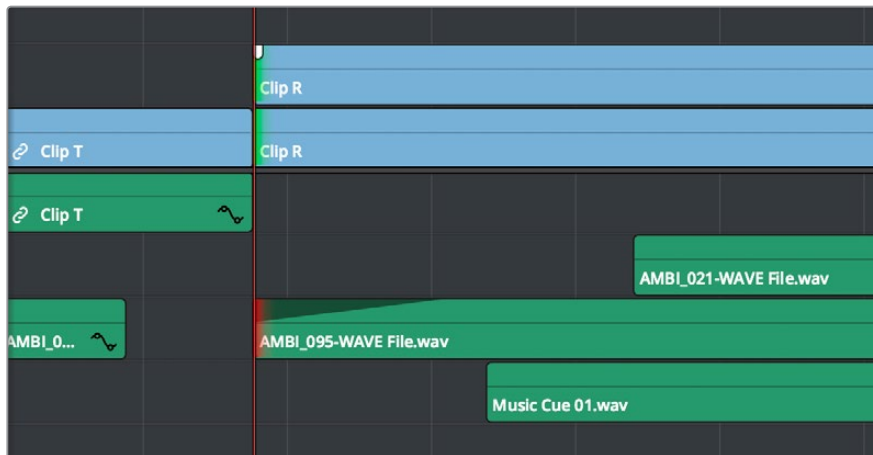 Clip R
Clip T
Clip R
Clip T
AMBI_021-WAVE File.wav
AMBI_0...
AMBI_095-WAVE File.wav
Music Cue 01.wav